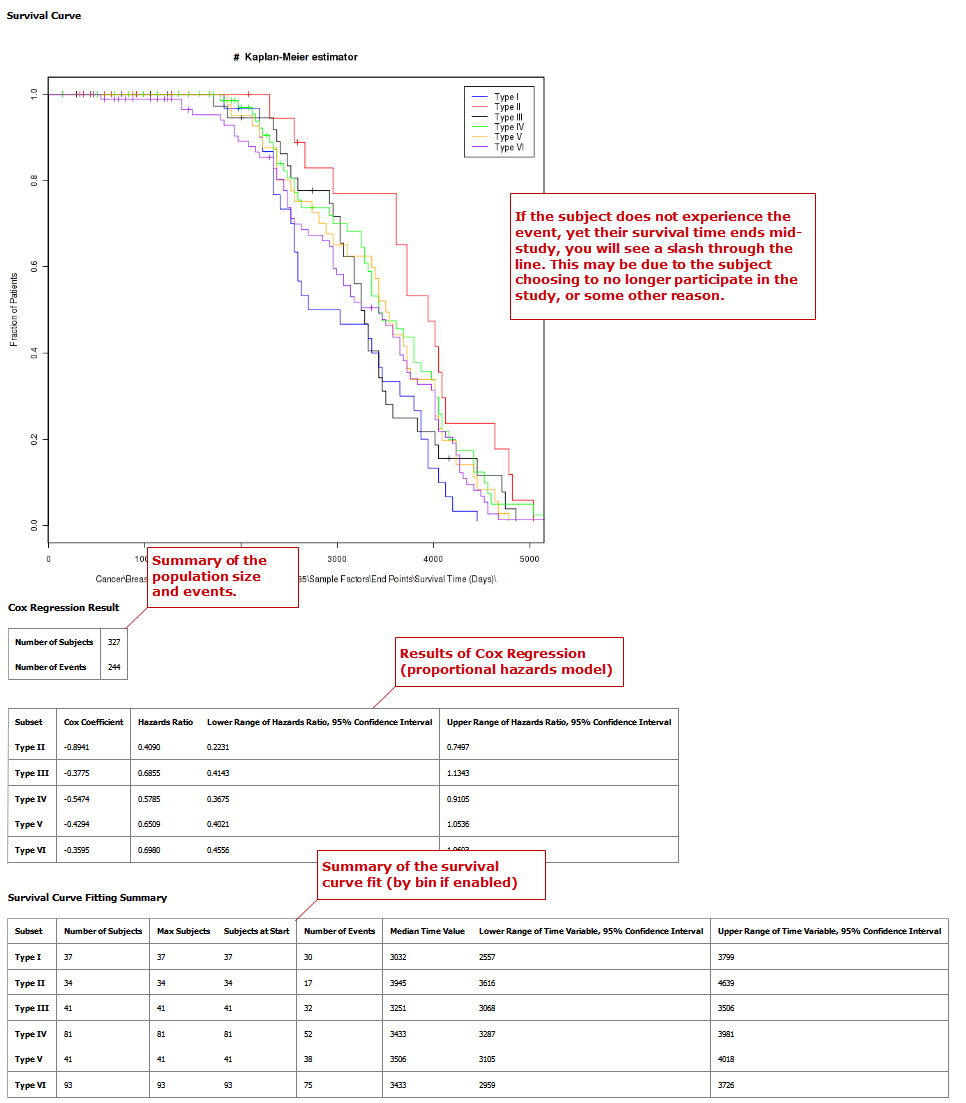 Survival Curve
# Kaplan-Meier estimator
1.0
0.8
0.6
0.4
0.2
0.0
Fraction of Patients
Type I
Type II
Type III
Type IV
Type V
Type VI
If the subject does not experience the
event, yet their survival time ends mid-
study, you will see a slash through the
line. This may be due to the subject
choosing to no longer participate in the
study, or some other reason.
0 3000 4000 5000
\Sample Factors\End Points\Survival Time (Days)\
Summary of the
population size
and events.
Cox Regression Result
Number of Subjects 327
Number of Events 244
Results of Cox Regression
(proportional hazards model)
Subset Cox Coefficient Hazards Ratio Lower Range of Hazards Ratio, 95% Confidence Interval Upper Range of Hazards Ratio, 95% Confidence Interval
Type II -0.8941 0.4090 0.2231 0.7497
Type III -0.3775 0.6855 0.4143 1.1343
Type IV -0.5474 0.5785 0.3675 0.9105
Type V -0.4294 0.6509 0.4021 1.0536
Type VI -0.3595 0.6980 0.4556
Summary of the survival
curve fit (by bin if enabled)
Survival Curve Fitting Summary
Subset Number of Subjects Max Subjects Subjects at Start Number of Events Median Time Value Lower Range of Time Variable, 95% Confidence Interval Upper Range of Time Variable, 95% Confidence Interval
Type I 37 37 37 30 3032 2557 3799
Type II 34 34 34 17 3945 3616 4639
Type III 41 41 41 32 3251 3068 3506
Type IV 81 81 81 52 3433 3287 3981
Type V 41 41 41 38 3506 3105 4018
Type VI 93 93 93 75 3433 2959 3726